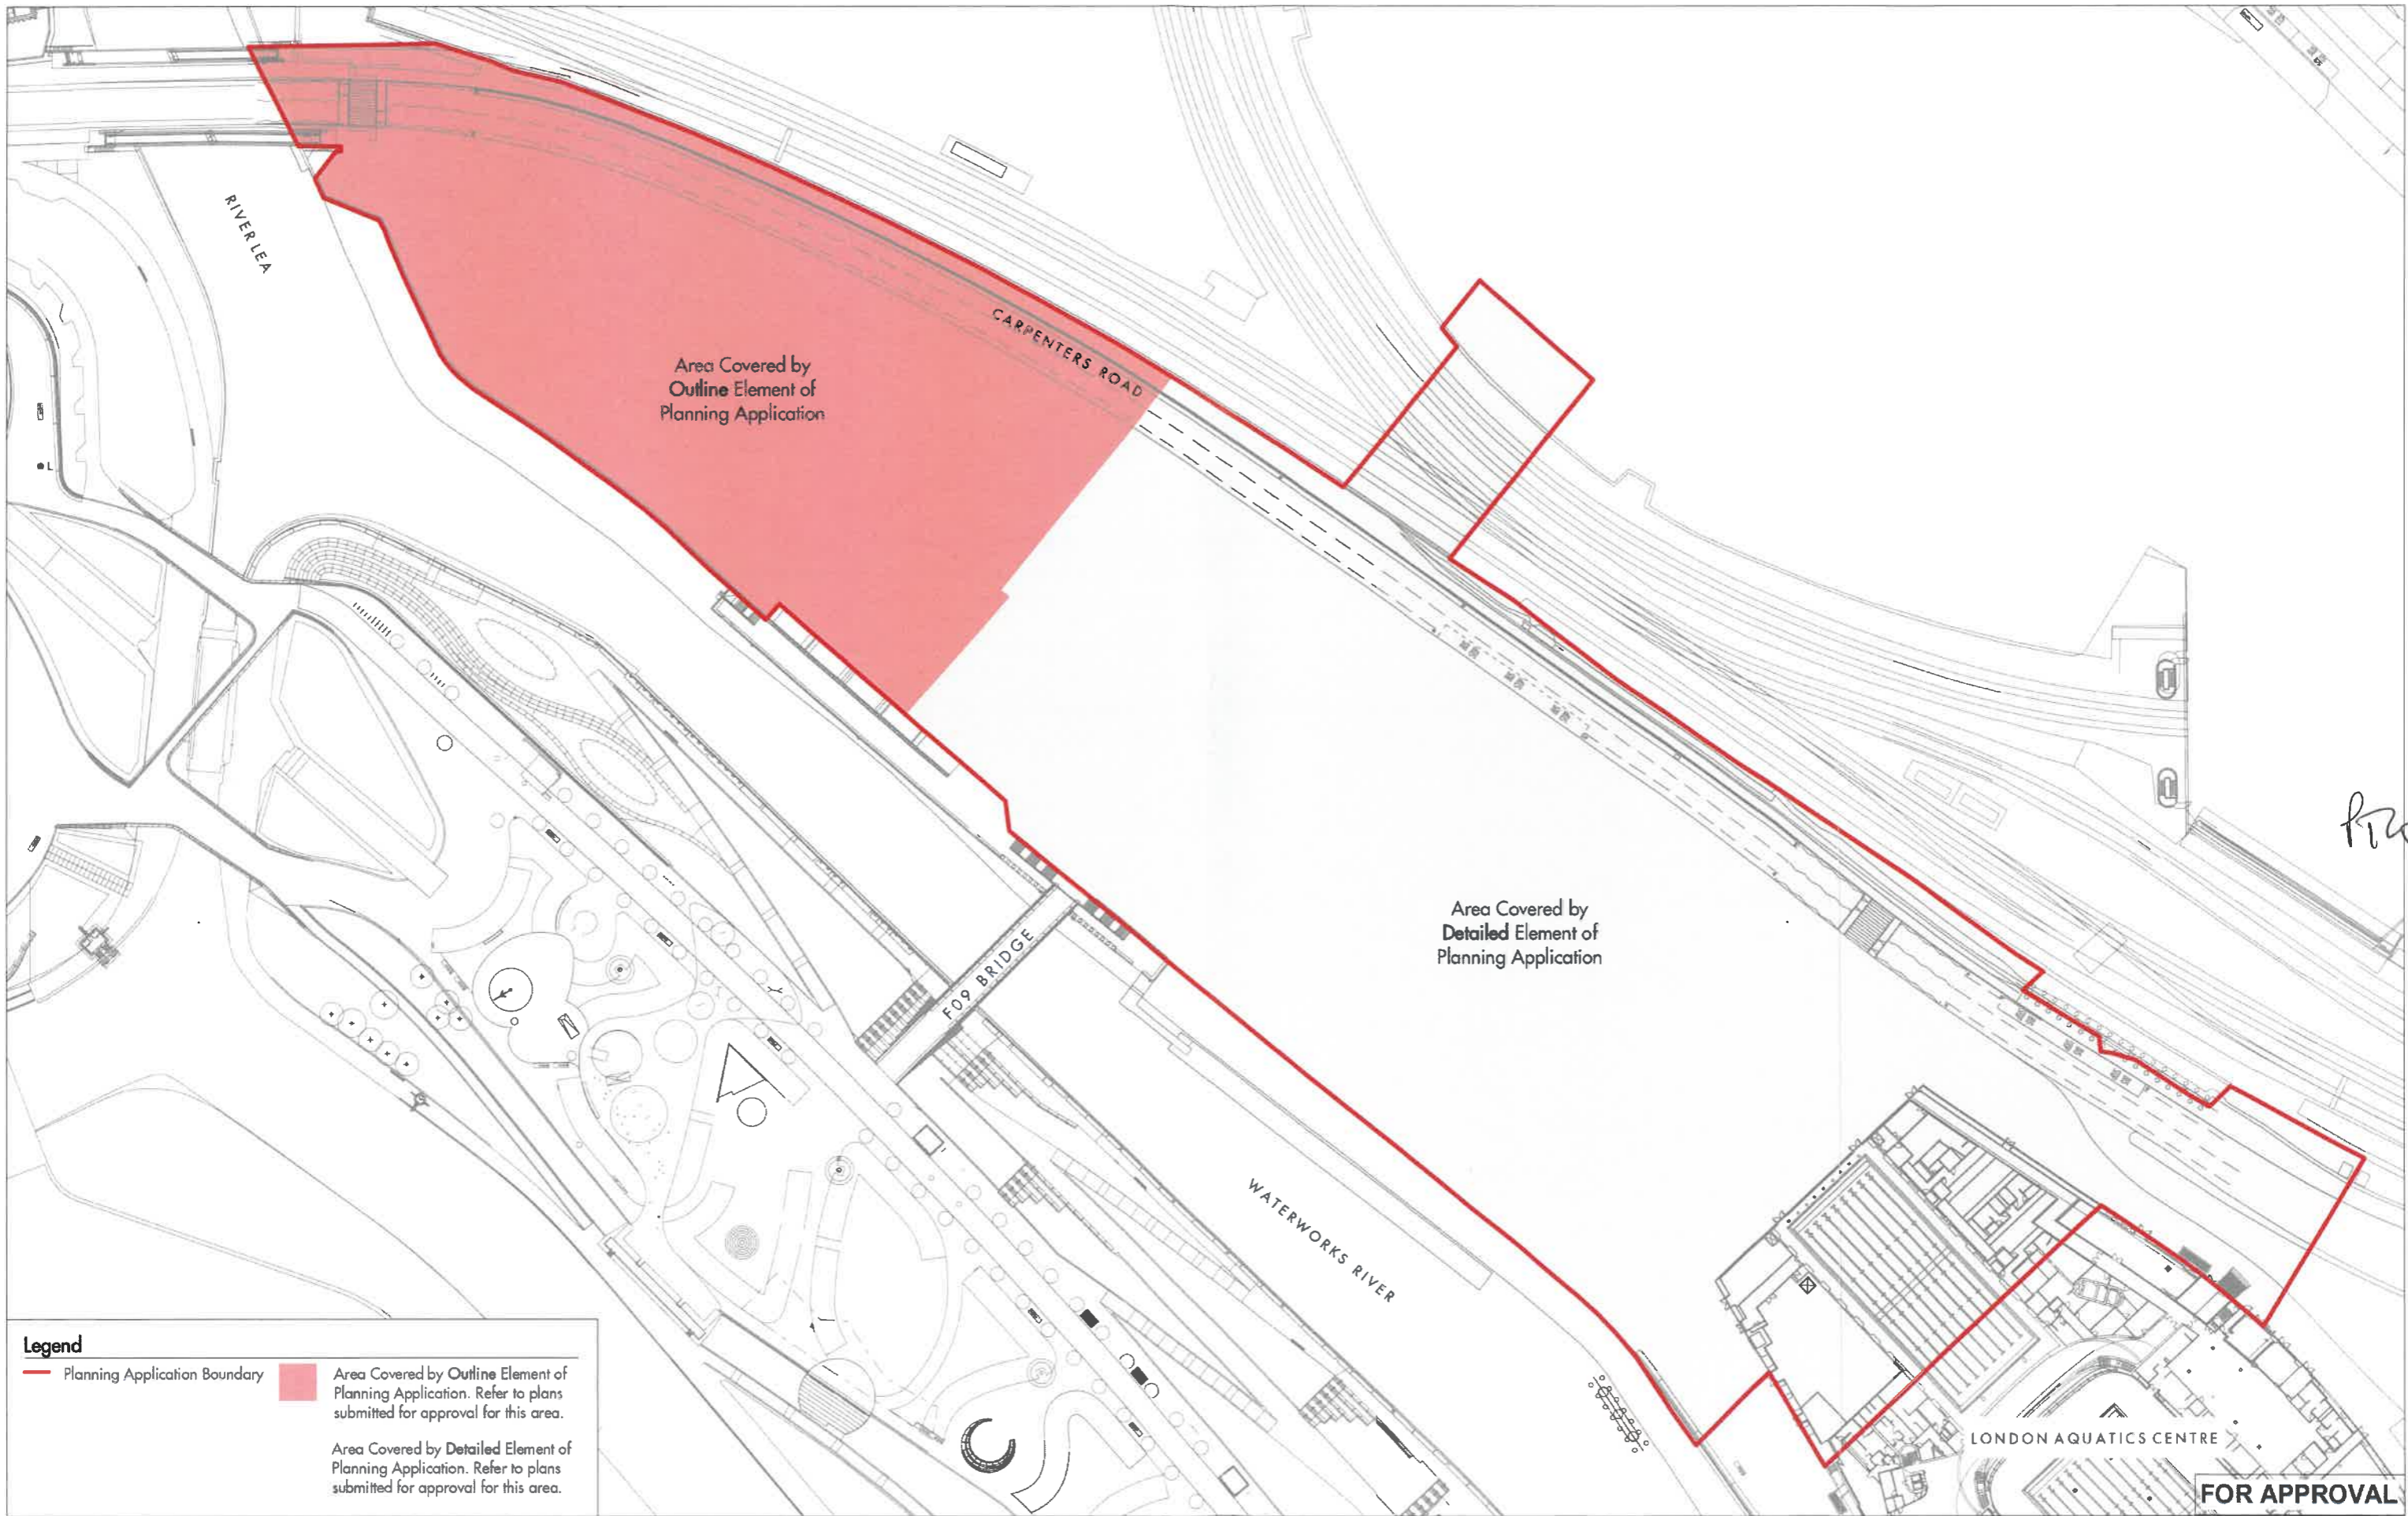 RIVER LEA
CARPENTERS ROAD
Area Covered by
Outline Element of
Planning Application
Area Covered by
Detailed Element of
Planning Application
F09 BRIDGE
WATERWORKS RIVER
LONDON AQUATICS CENTRE
Legend
Planning Application Boundary
Area Covered by Outline Element of
Planning Application. Refer to plans
submitted for approval for this area.
Area Covered by Detailed Element of
Planning Application. Refer to plans
submitted for approval for this area.
FOR APPROVAL